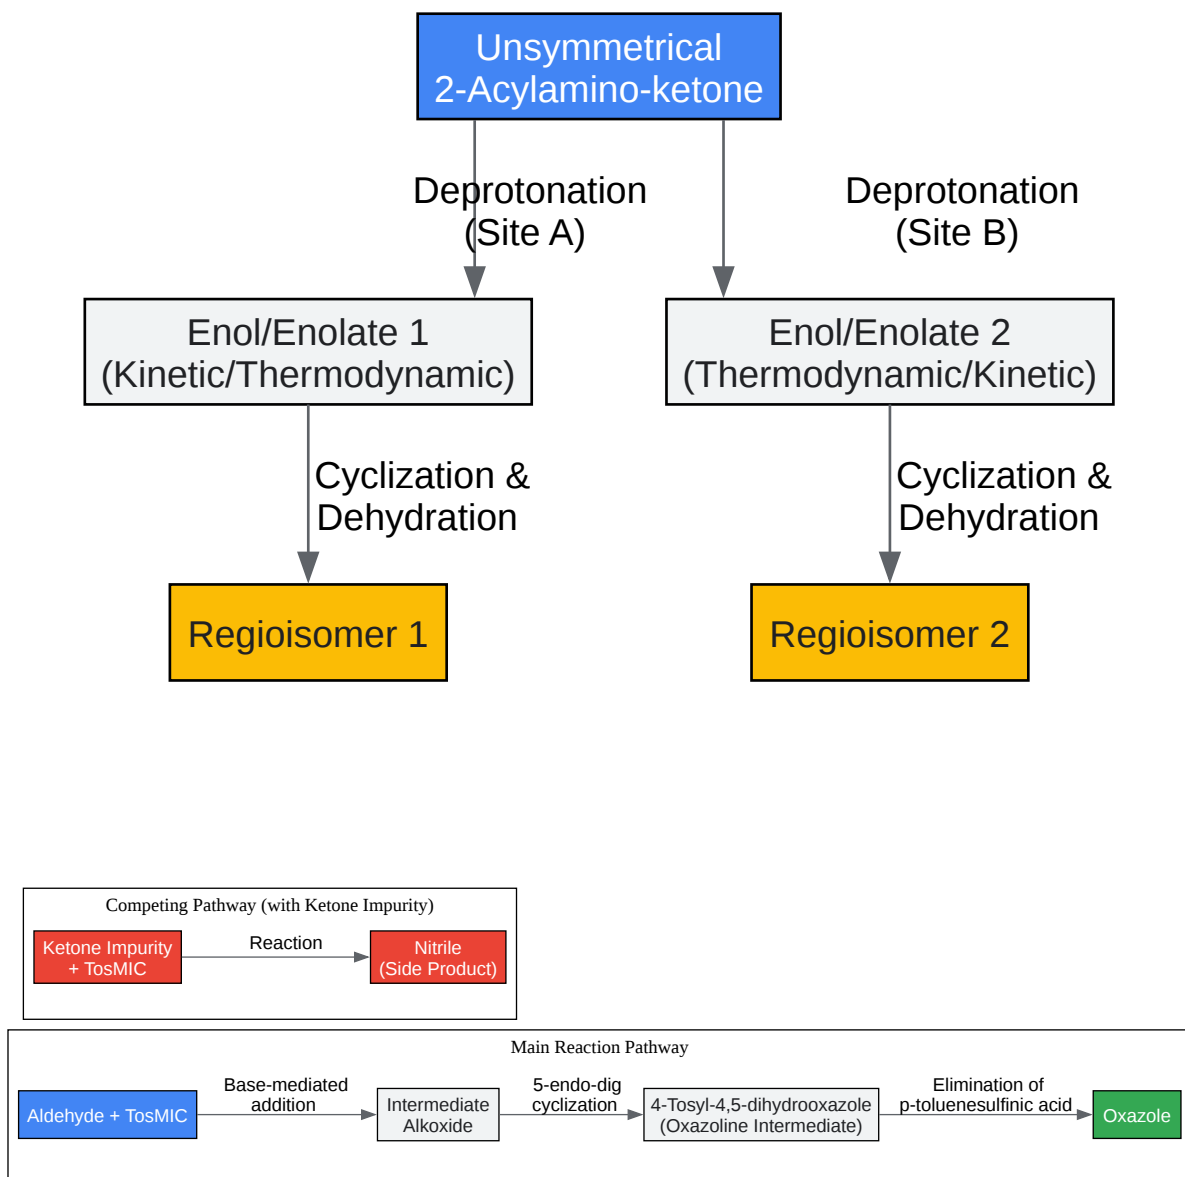 Unsymmetrical
2-Acylamino-ketone
Deprotonation
(Site A)
Deprotonation
(Site B)
Enol/Enolate 1
(Kinetic/Thermodynamic)
Enol/Enolate 2
(Thermodynamic/Kinetic)
Cyclization &
Dehydration
Cyclization &
Dehydration
Regioisomer 1
Regioisomer 2
Competing Pathway (with Ketone Impurity)
Ketone Impurity
+ TosMIC
Reaction
Nitrile
(Side Product)
Main Reaction Pathway
Aldehyde + TosMIC
Base-mediated
addition
Intermediate
Alkoxide
5-endo-dig
cyclization
4-Tosyl-4,5-dihydrooxazole
(Oxazoline Intermediate)
Elimination of
p-toluenesulfinic acid
Oxazole